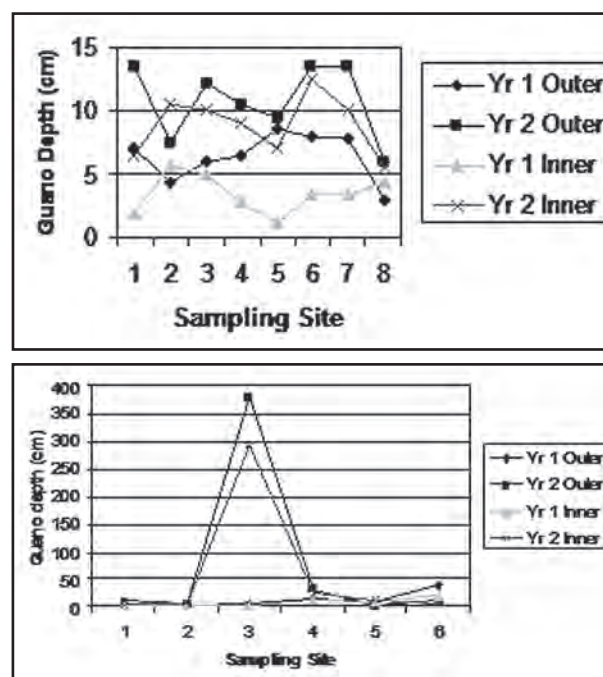 15
10
5
0
Guano Depth (cm)
1 2 3 4 5 6 7 8
Sampling Site
Yr 1 Outer
Yr 2 Outer
Yr 1 Inner
Yr 2 Inner
400
350
300
250
200
150
100
50
0
Guano depth (cm)
1 2 3 4 5 6
Sampling Site
Yr 1 Outer
Yr 2 Outer
Yr 1 Inner
Yr 2 Inner